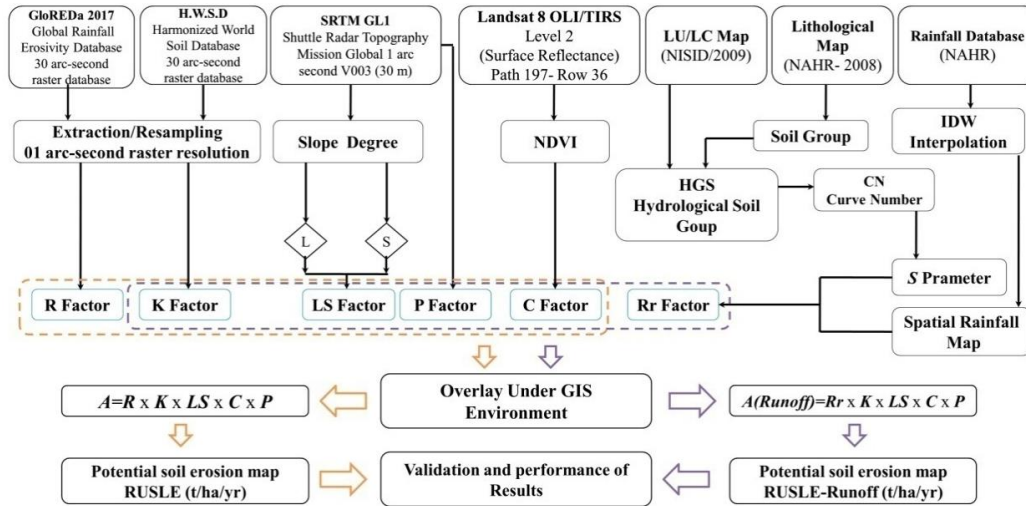 GloREDa 2017
Global Rainfall
Erosivity Database
30 arc-second
raster database
H.W.S.D
Harmonized World
Soil Database
30 arc-second
raster database
SRTM GL1
Shuttle Radar Topography
Mission Global 1 arc
second V003 (30 m)
Landsat 8 OLI/TIRS
Level 2
(Surface Reflectance)
Path 197- Row 36
LU/LC Map
(NISID/2009)
Lithological
Map
(NAHR- 2008)
Rainfall Database
(NAHR)
Extraction/Resampling
01 arc-second raster resolution
Slope Degree
NDVI
Soil Group
IDW
Interpolation
HGS
Hydrological Soil
Goup
CN
Curve Number
L
S
S Prameter
R Factor
K Factor
LS Factor
P Factor
C Factor
Rr Factor
Spatial Rainfall
Map
A=R x K x LS x C x P
Overlay Under GIS
Environment
A(Runoff)=Rr x K x LS x C x P
Potential soil erosion map
RUSLE (t/ha/yr)
Validation and performance of
Results
Potential soil erosion map
RUSLE-Runoff (t/ha/yr)